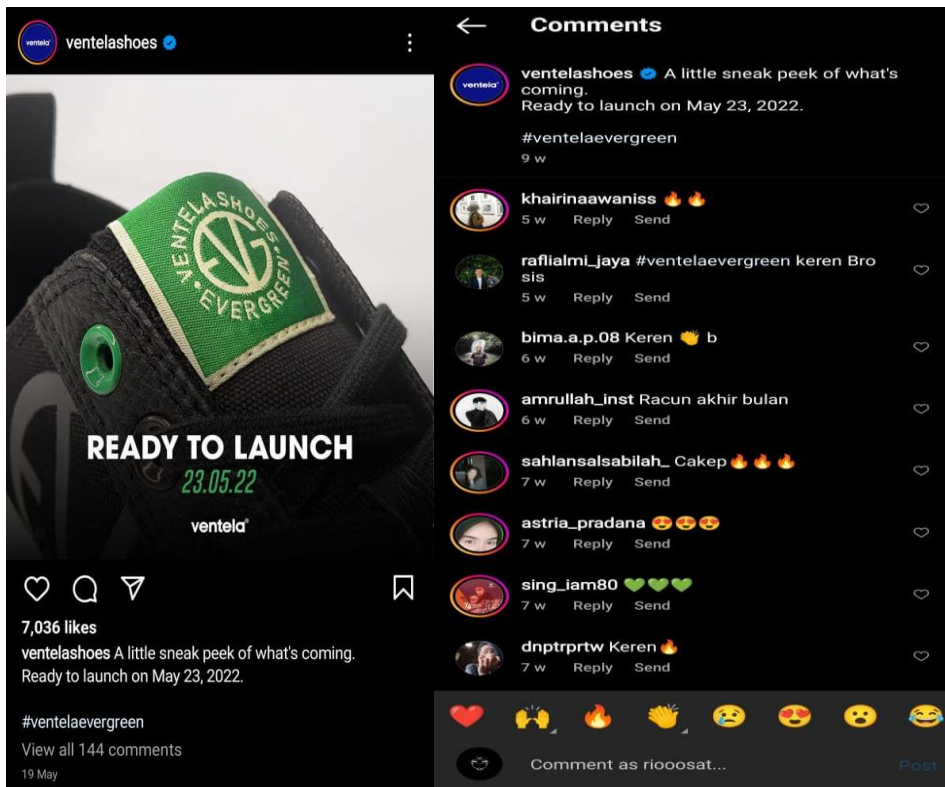 ventela
ventelashoes
VENTELASHOES
EVG
•EVERGREEN•
READY TO LAUNCH
23.05.22
ventela®
7,036 likes
ventelashoes A little sneak peek of what's coming.
Ready to launch on May 23, 2022.
#ventelaevergreen
View all 144 comments
19 May
Comments
ventela
ventelashoes A little sneak peek of what's
coming.
Ready to launch on May 23, 2022.
#ventelaevergreen
9 w
khairinaawaniss 🔥🔥
5 w Reply Send
raflialmi_jaya #ventelaevergreen keren Bro
sis
5 w Reply Send
bima.a.p.08 Keren 👏 b
6 w Reply Send
amrullah_inst Racun akhir bulan
6 w Reply Send
sahlansalsabilah_ Cakep🔥🔥🔥
7 w Reply Send
astria_pradana 😍😍😍
7 w Reply Send
sing_iam80 💚💚💚
7 w Reply Send
dnptrprtw Keren🔥
7 w Reply Send
Comment as riooosat...
Post